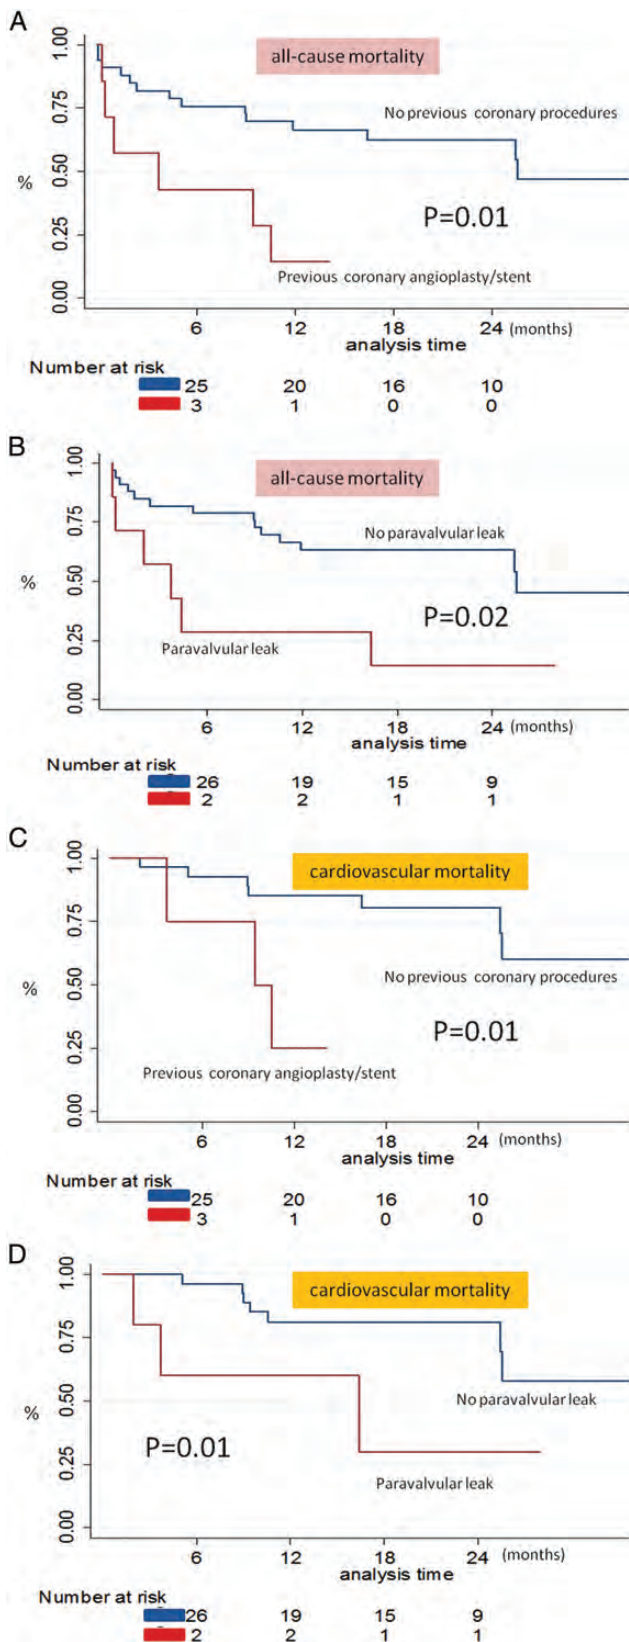 A
1.00
all-cause mortality
0.75
No previous coronary procedures
0.50
%
P=0.01
0.25
Previous coronary angioplasty/stent
0.00
6 12 18 24 (months)
analysis time
Number at risk
25 20 16 10
3 1 0 0
B
1.00
all-cause mortality
0.75
No paravalvular leak
0.50
%
P=0.02
0.25
Paravalvular leak
0.00
6 12 18 24 (months)
analysis time
Number at risk
26 19 15 9
2 2 1 1
C
1.00
cardiovascular mortality
0.75
No previous coronary procedures
0.50
%
P=0.01
0.25
Previous coronary angioplasty/stent
0.00
6 12 18 24 (months)
analysis time
Number at risk
25 20 16 10
3 1 0 0
D
1.00
cardiovascular mortality
0.75
No paravalvular leak
0.50
%
P=0.01
0.25
Paravalvular leak
0.00
6 12 18 24 (months)
analysis time
Number at risk
26 19 15 9
2 2 1 1